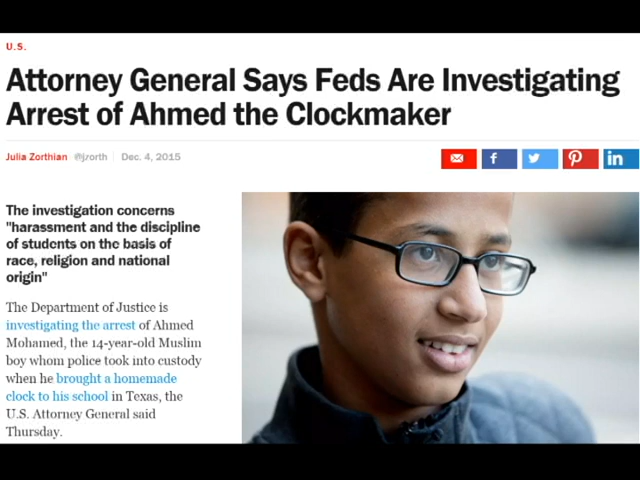 U.S.
Attorney General Says Feds Are Investigating
Arrest of Ahmed the Clockmaker
Julia Zorthian @jzorth Dec. 4, 2015
f
in
The investigation concerns
"harassment and the discipline
of students on the basis of
race, religion and national
origin"
The Department of Justice is
investigating the arrest of Ahmed
Mohamed, the 14-year-old Muslim
boy whom police took into custody
when he brought a homemade
clock to his school in Texas, the
U.S. Attorney General said
Thursday.